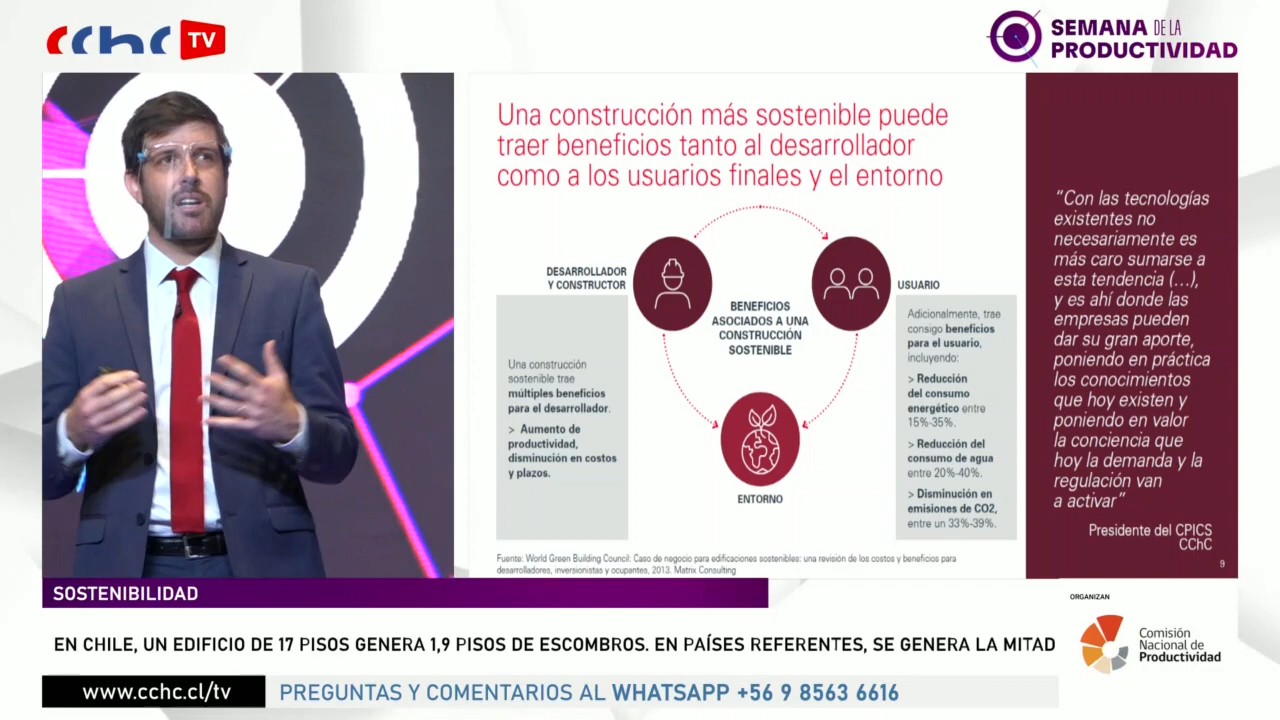 cchc TV
SEMANA DE LA
PRODUCTIVIDAD
Una construcción más sostenible puede
traer beneficios tanto al desarrollador
como a los usuarios finales y el entorno
DESARROLLADOR
Y CONSTRUCTOR
Una construcción
sostenible trae
múltiples beneficios
para el desarrollador.
> Aumento de
productividad,
disminución en costos
y plazos.
BENEFICIOS
ASOCIADOS A UNA
CONSTRUCCIÓN
SOSTENIBLE
ENTORNO
USUARIO
Adicionalmente, trae
consigo beneficios
para el usuario,
incluyendo:
> Reducción
del consumo
energético entre
15%-35%.
> Reducción del
consumo de agua
entre 20%-40%.
> Disminución en
emisiones de CO2,
entre un 33%-39%.
Fuente: World Green Building Council: Caso de negocio para edificaciones sostenibles: una revisión de los costos y beneficios para
desarrolladores, inversionistas y ocupantes, 2013. Matrix Consulting
“Con las tecnologías
existentes no
necesariamente es
más caro sumarse a
esta tendencia (...),
y es ahí donde las
empresas pueden
dar su gran aporte,
poniendo en práctica
los conocimientos
que hoy existen y
poniendo en valor
la conciencia que
hoy la demanda y la
regulación van
a activar”
Presidente del CPICS
CChC
9
SOSTENIBILIDAD
EN CHILE, UN EDIFICIO DE 17 PISOS GENERA 1,9 PISOS DE ESCOMBROS. EN PAÍSES REFERENTES, SE GENERA LA MITAD
ORGANIZAN
Comisión
Nacional de
Productividad
www.cchc.cl/tv
PREGUNTAS Y COMENTARIOS AL WHATSAPP +56 9 8563 6616